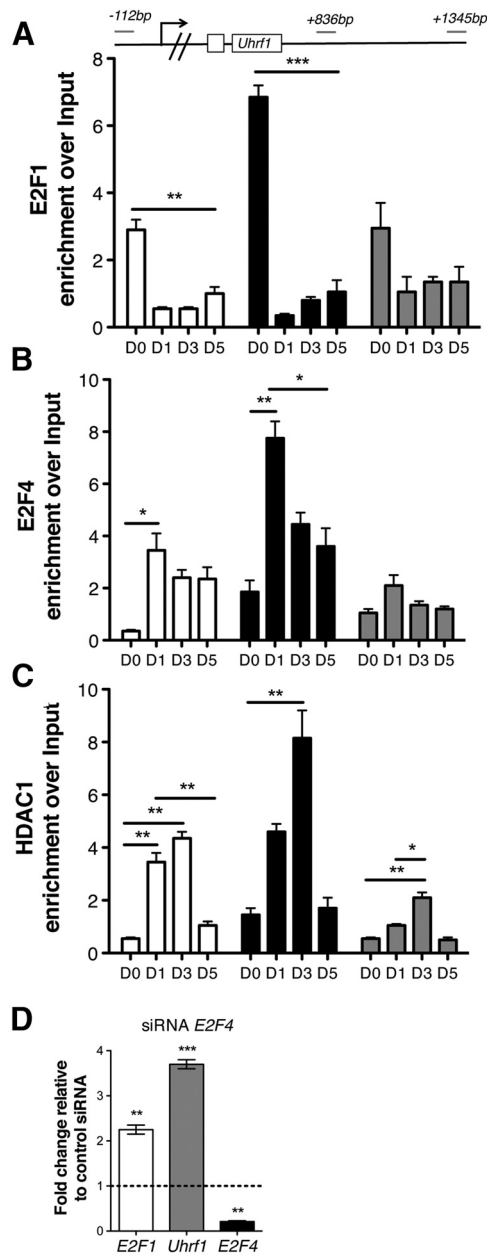 -112bp +836bp +1345bp
A
Uhrf1
E2F1
enrichment over Input
8
6
4
2
0
**
***
D0 D1 D3 D5 D0 D1 D3 D5 D0 D1 D3 D5
B
E2F4
enrichment over Input
10
8
6
4
2
0
*
**
*
D0 D1 D3 D5 D0 D1 D3 D5 D0 D1 D3 D5
C
HDAC1
enrichment over Input
10
8
6
4
2
0
**
**
**
**
**
*
D0 D1 D3 D5 D0 D1 D3 D5 D0 D1 D3 D5
D
siRNA E2F4
Fold change relative
to control siRNA
4
3
2
1
0
**
***
**
E2F1 Uhrf1 E2F4